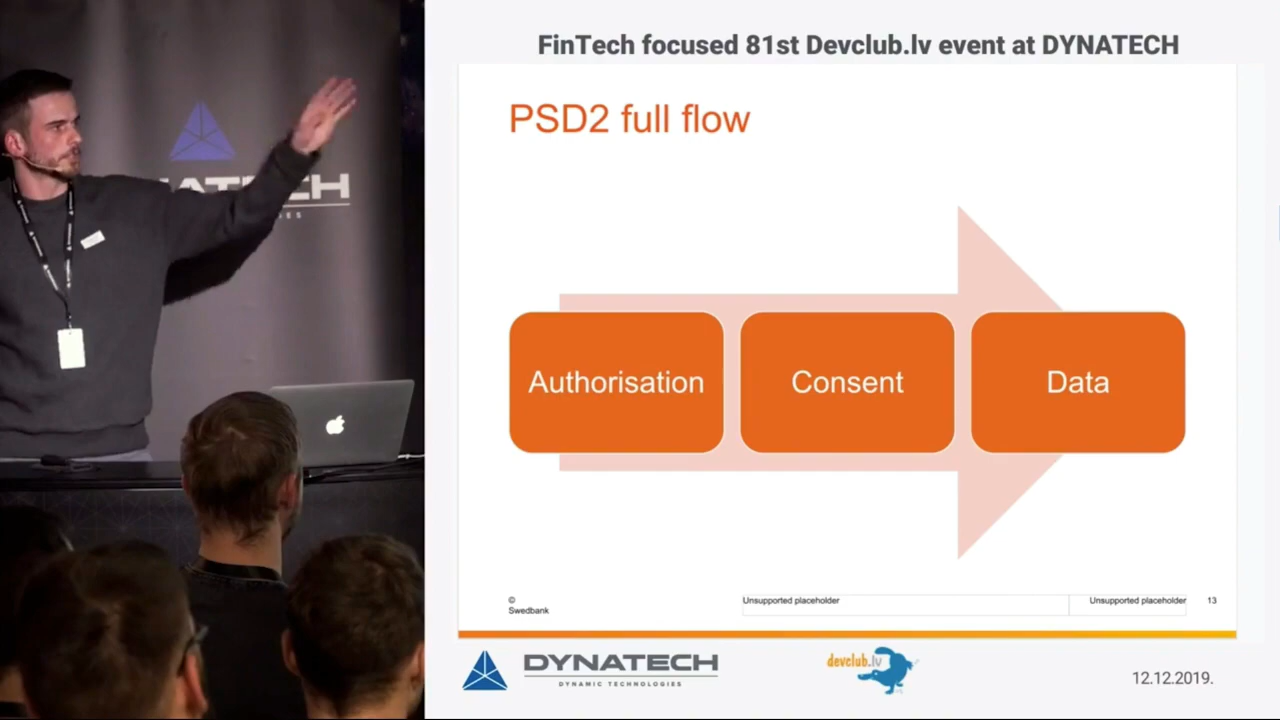 FinTech focused 81st Devclub.lv event at DYNATECH
PSD2 full flow
Authorisation
Consent
Data
©
Swedbank
Unsupported placeholder
Unsupported placeholder
13
DYNATECH
DYNAMIC TECHNOLOGIES
devclub.lv
12.12.2019.